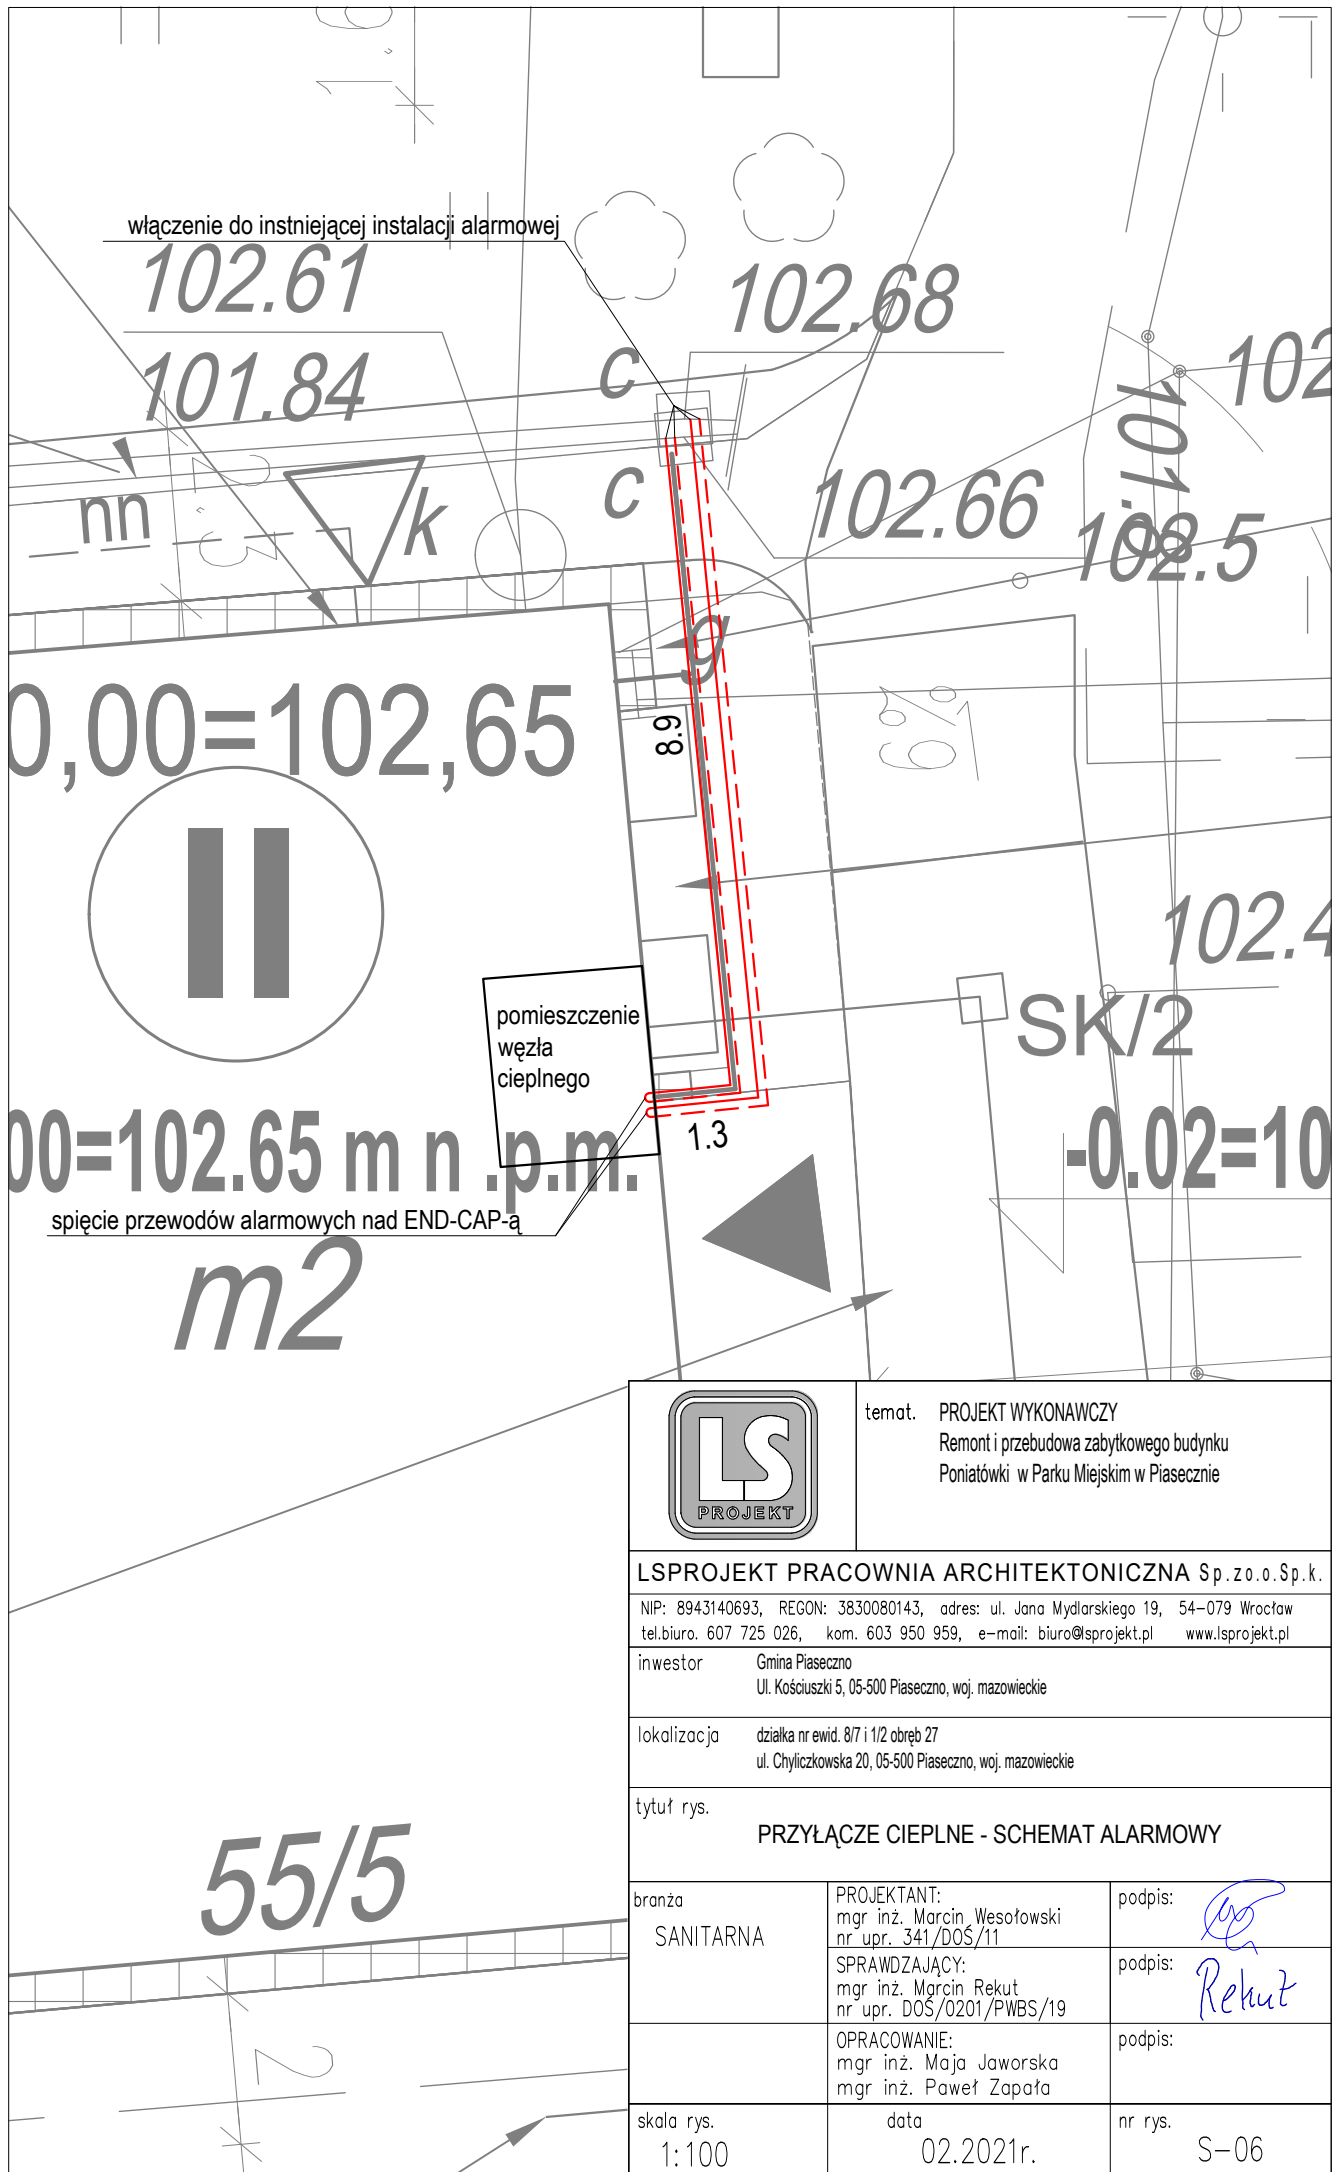 włączenie do instniejącej instalacji alarmowej
102.61
101.84
102.68
c
c
102
101.8
nn
k
102.66
102.5
g
8.9
0,00=102,65
II
102.4
pomieszczenie
węzła
cieplnego
SK/2
1.3
00=102.65 m n .p.m.
-0.02=10
spięcie przewodów alarmowych nad END-CAP-ą
m2
55/5
2
LS
PROJEKT
temat. PROJEKT WYKONAWCZY
Remont i przebudowa zabytkowego budynku
Poniatówki w Parku Miejskim w Piasecznie
LSPROJEKT PRACOWNIA ARCHITEKTONICZNA Sp.zo.o.Sp.k.
NIP: 8943140693, REGON: 3830080143, adres: ul. Jana Mydlarskiego 19, 54-079 Wrocław
tel.biuro. 607 725 026, kom. 603 950 959, e-mail: biuro@lsprojekt.pl www.lsprojekt.pl
inwestor Gmina Piaseczno
Ul. Kościuszki 5, 05-500 Piaseczno, woj. mazowieckie
lokalizacja działka nr ewid. 8/7 i 1/2 obręb 27
ul. Chyliczkowska 20, 05-500 Piaseczno, woj. mazowieckie
tytuł rys.
PRZYŁĄCZE CIEPLNE - SCHEMAT ALARMOWY
branża
SANITARNA
PROJEKTANT:
mgr inż. Marcin Wesołowski
nr upr. 341/DOŚ/11
podpis:
SPRAWDZAJĄCY:
mgr inż. Marcin Rekut
nr upr. DOŚ/0201/PWBS/19
podpis:
Rekut
OPRACOWANIE:
mgr inż. Maja Jaworska
mgr inż. Paweł Zapała
podpis:
skala rys.
1:100
data
02.2021r.
nr rys.
S-06